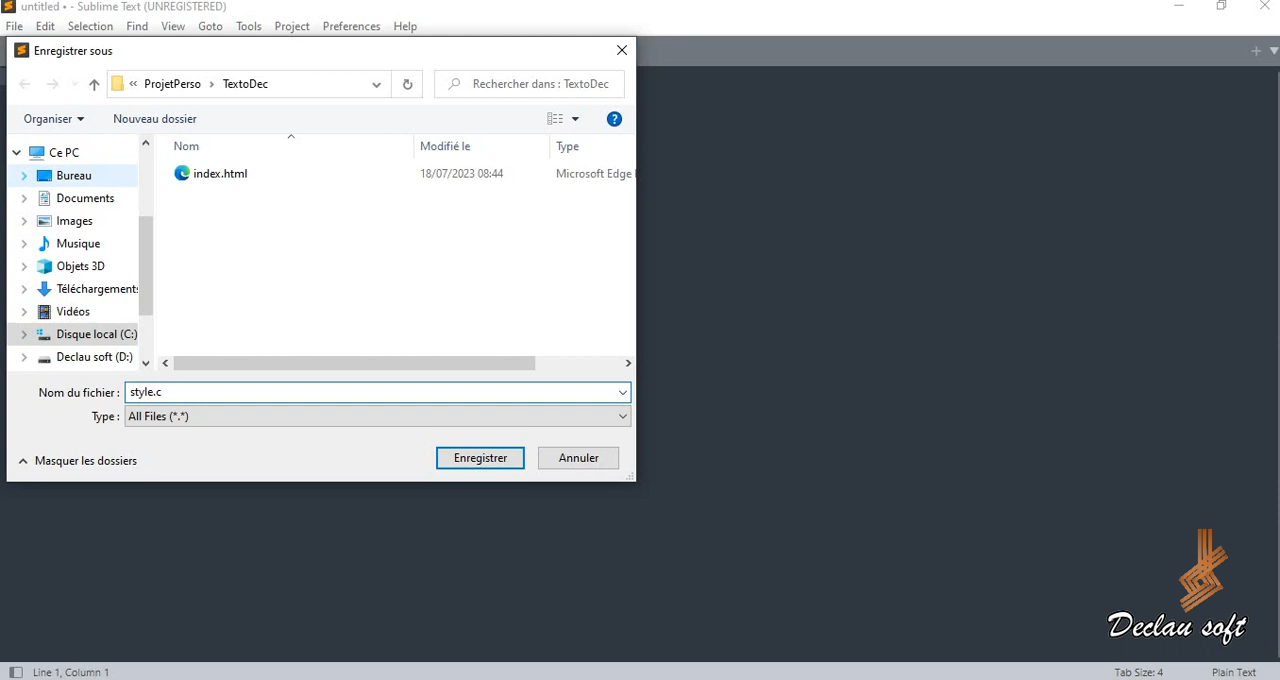 untitled • - Sublime Text (UNREGISTERED)
File Edit Selection Find View Goto Tools Project Preferences Help
Enregistrer sous
« ProjetPerso › TextoDec
Rechercher dans : TextoDec
Organiser Nouveau dossier
Nom Modifié le Type
index.html 18/07/2023 08:44 Microsoft Edge
Ce PC
Bureau
Documents
Images
Musique
Objets 3D
Téléchargements
Vidéos
Disque local (C:)
Declau soft (D:)
Nom du fichier : style.c
Type : All Files (*.*)
Masquer les dossiers
Enregistrer Annuler
Declau soft
Line 1, Column 1
Tab Size: 4 Plain Text